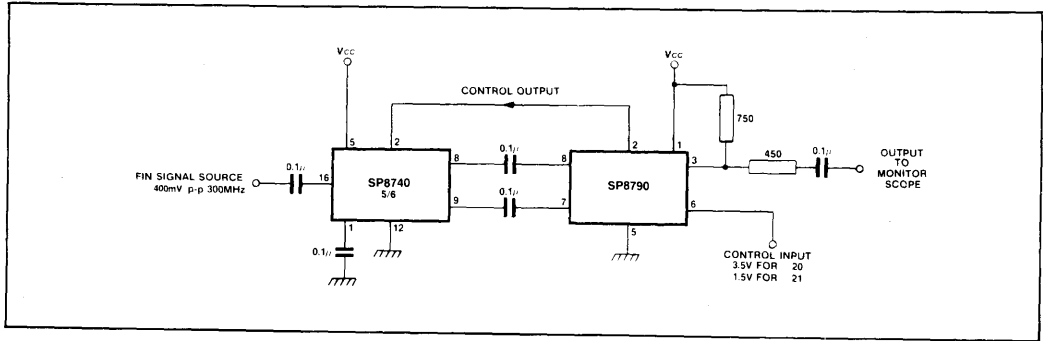 Vcc
Vcc
CONTROL OUTPUT
5
2
2
1
750
0.1μ
8
8
3
450
0.1μ
FIN SIGNAL SOURCE
400mV p-p 300MHz
0.1μ
16
SP8740
5/6
SP8790
OUTPUT
TO
MONITOR
SCOPE
9
0.1μ
7
6
1
12
5
0.1μ
CONTROL INPUT
3.5V FOR 20
1.5V FOR 21